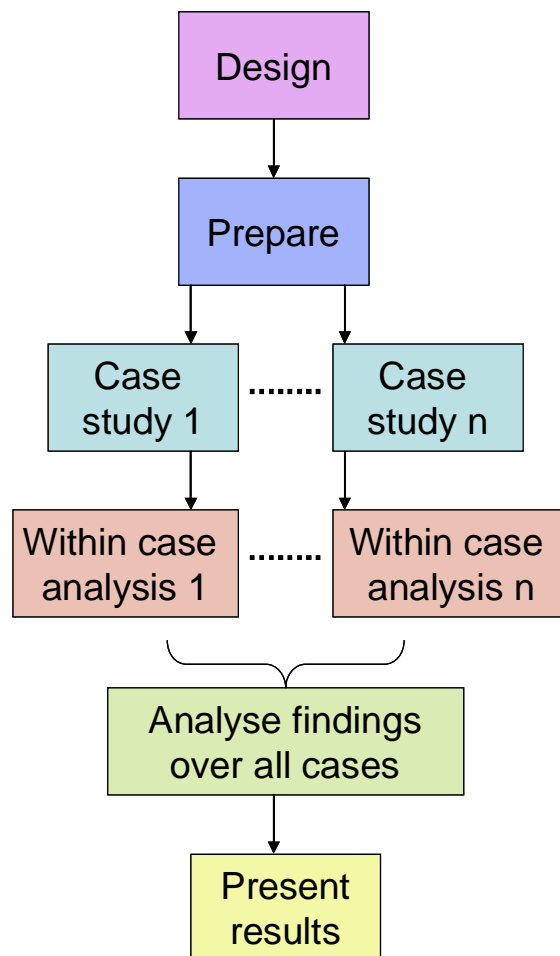 Design
Prepare
Case
study 1
Case
study n
Within case
analysis 1
Within case
analysis n
Analyse findings
over all cases
Present
results